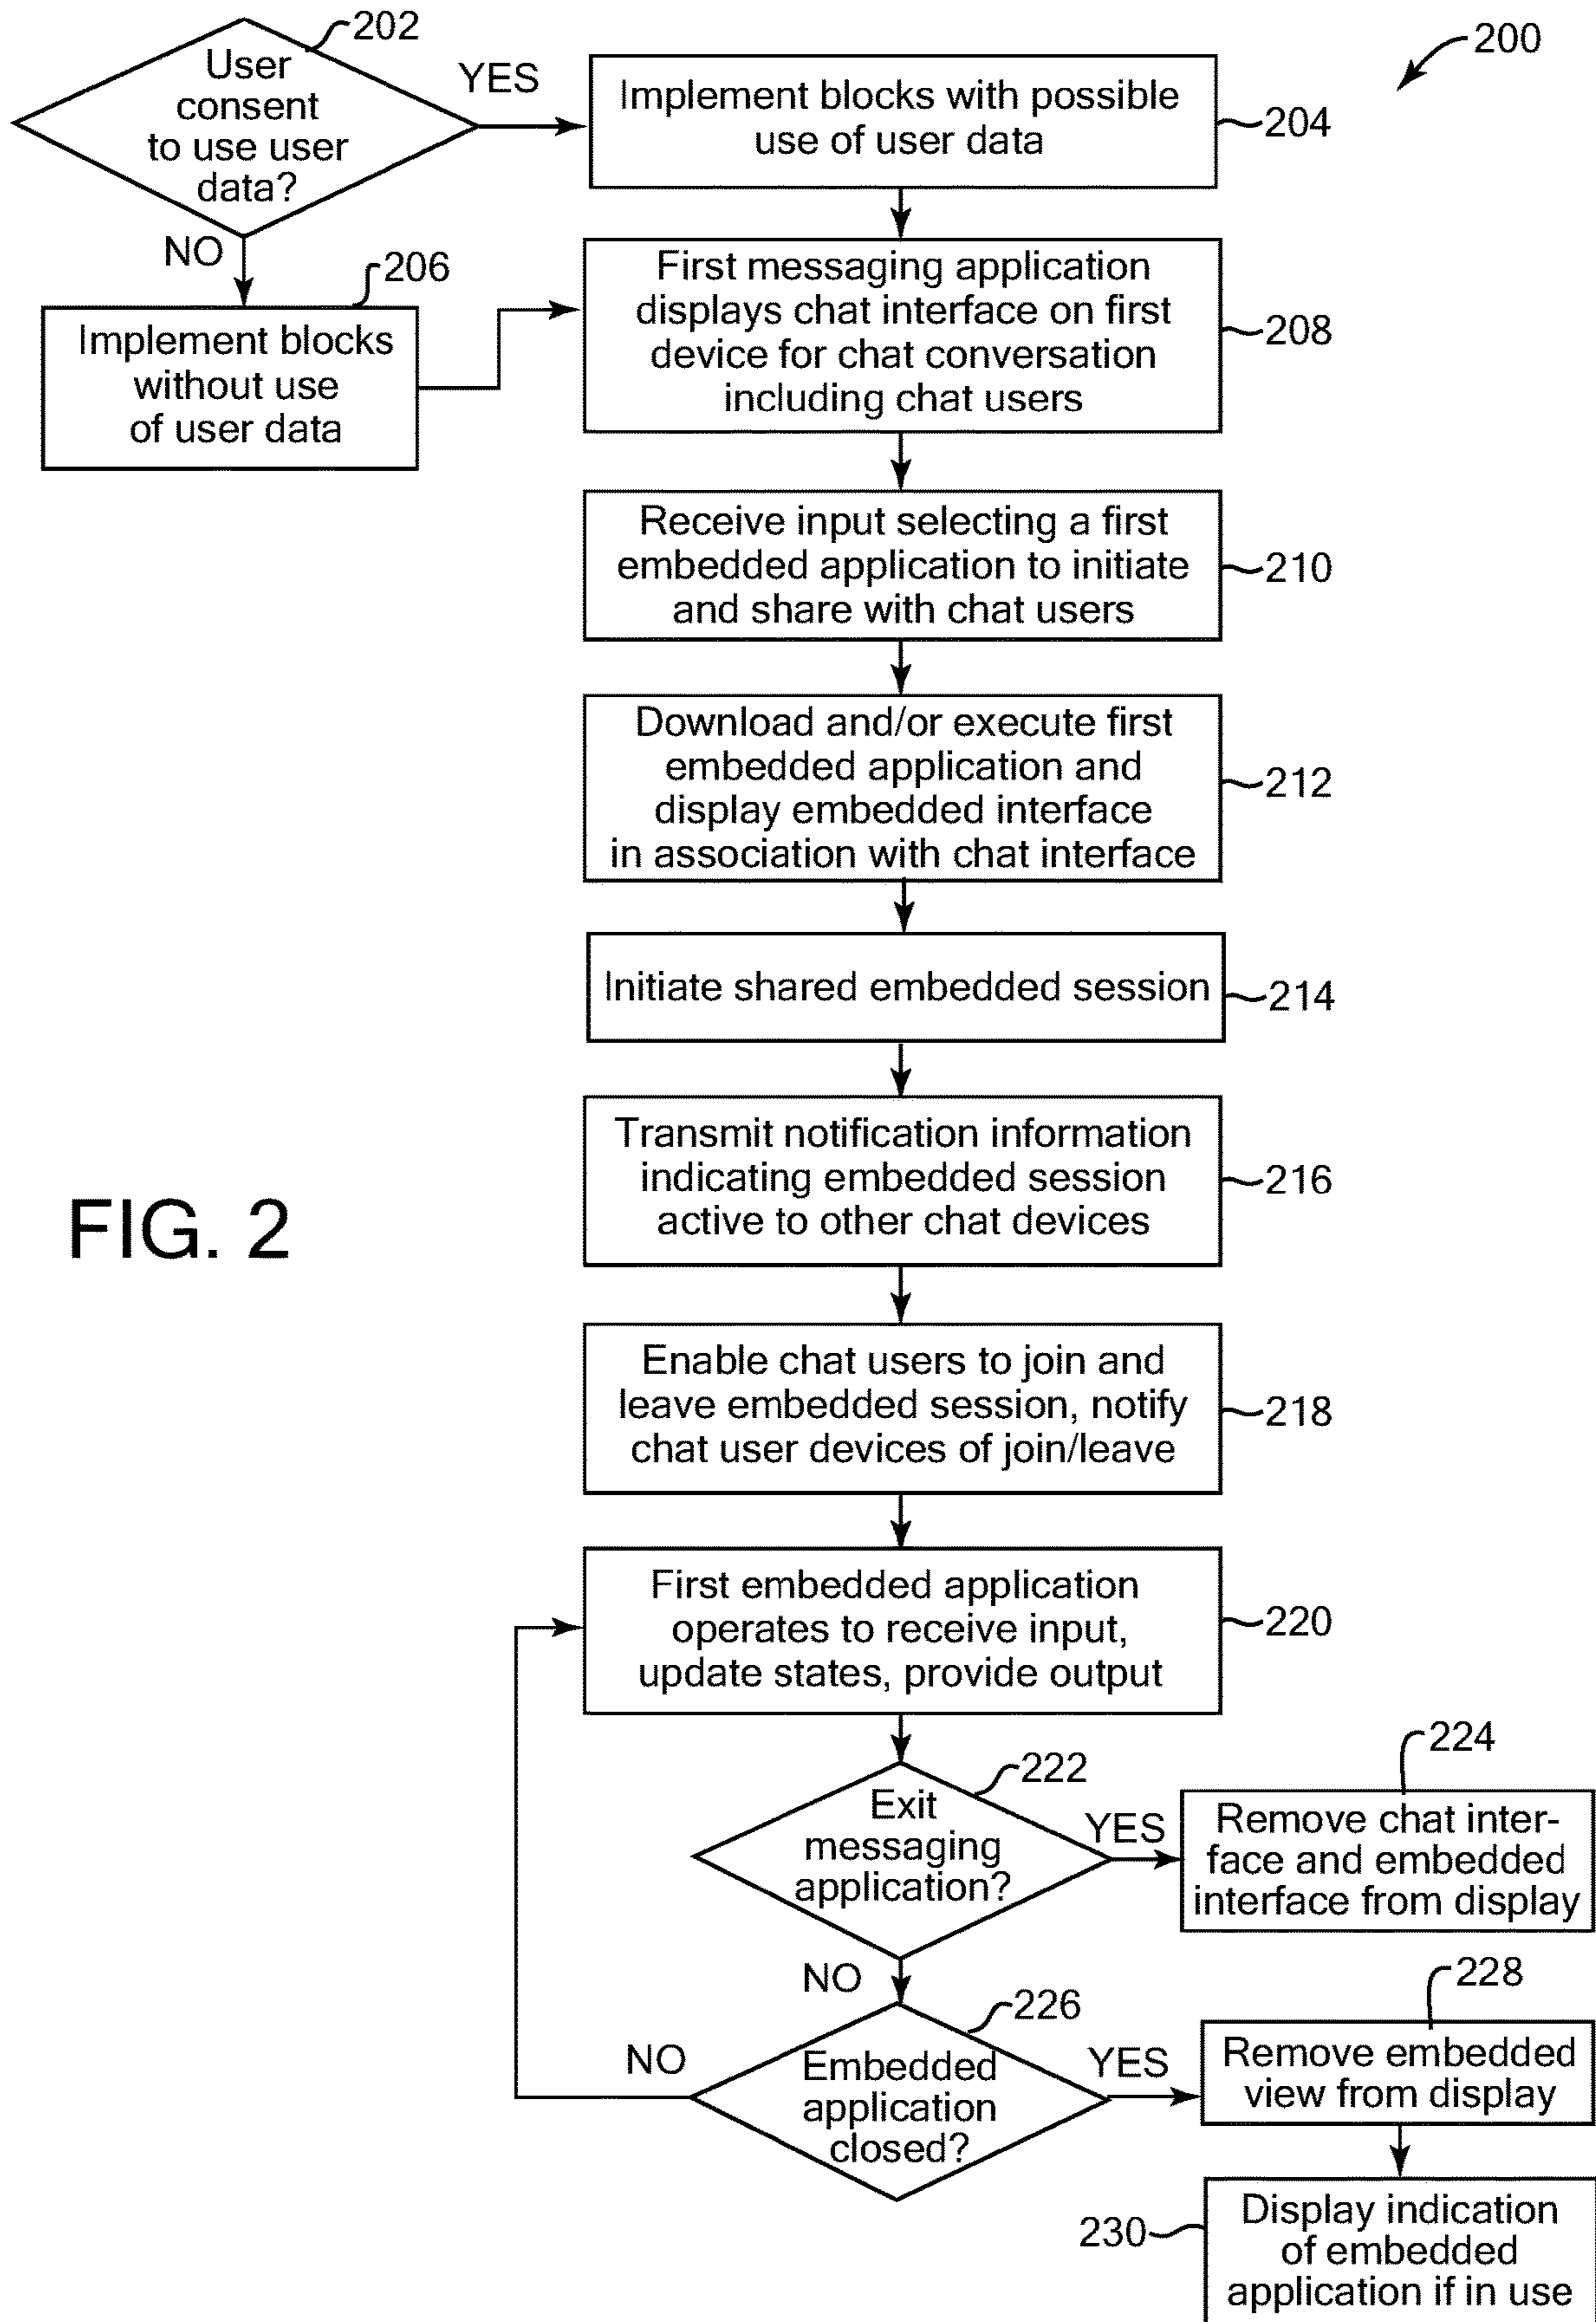 202
200
User
consent
to use user
data?
YES
Implement blocks with possible
use of user data
204
NO
206
Implement blocks
without use
of user data
First messaging application
displays chat interface on first
device for chat conversation
including chat users
208
Receive input selecting a first
embedded application to initiate
and share with chat users
210
Download and/or execute first
embedded application and
display embedded interface
in association with chat interface
212
Initiate shared embedded session
214
Transmit notification information
indicating embedded session
active to other chat devices
216
FIG. 2
Enable chat users to join and
leave embedded session, notify
chat user devices of join/leave
218
First embedded application
operates to receive input,
update states, provide output
220
222
Exit
messaging
application?
YES
224
Remove chat inter-
face and embedded
interface from display
NO
226
Embedded
application
closed?
NO
YES
228
Remove embedded
view from display
230
Display indication
of embedded
application if in use